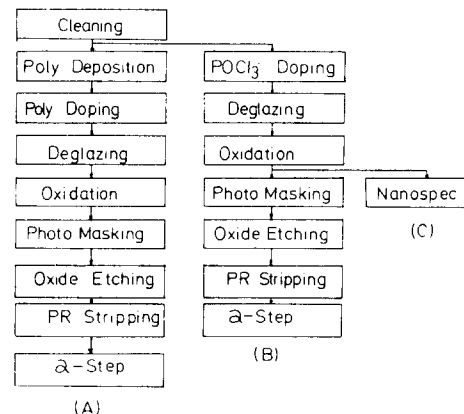 Cleaning
Poly Deposition
Poly Doping
Deglazing
Oxidation
Photo Masking
Oxide Etching
PR Stripping
α-Step
(A)
POCl3 Doping
Deglazing
Oxidation
Photo Masking
Oxide Etching
PR Stripping
α-Step
(B)
Nanospec
(C)